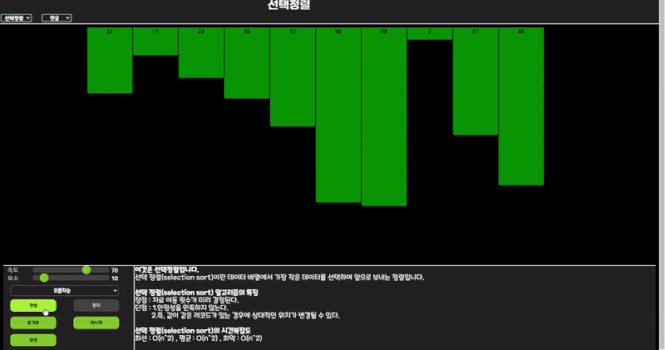 선택정렬
선택정렬 한글
33 11 24 36 52 96 98 2 57 86
속도 70
요소 10
오름차순
정렬 중지
초기화 재시작
생성
이것은 선택정렬입니다.
선택 정렬(selection sort)이란 데이터 배열에서 가장 작은 데이터를 선택하여 앞으로 보내는 정렬입니다.
선택 정렬(selection sort) 알고리즘의 특징
장점 : 자료 이동 횟수가 미리 결정된다.
단점 : 1.안정성을 만족하지 않는다.
2.즉, 값이 같은 레코드가 있는 경우에 상대적인 위치가 변경될 수 있다.
선택 정렬(selection sort)의 시간복잡도
최선 : O(n^2) , 평균 : O(n^2) , 최악 : O(n^2)